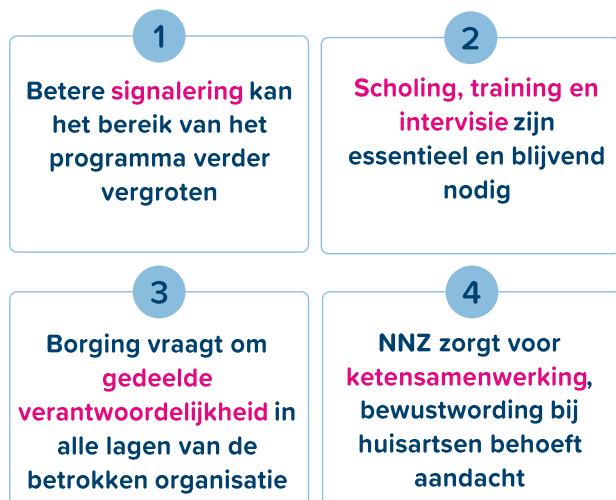 1
Betere signalering kan
het bereik van het
programma verder
vergroten
2
Scholing, training en
intervisie zijn
essentieel en blijvend
nodig
3
Borging vraagt om
gedeelde
verantwoordelijkheid in
alle lagen van de
betrokken organisatie
4
NNZ zorgt voor
ketensamenwerking,
bewustwording bij
huisartsen behoeft
aandacht